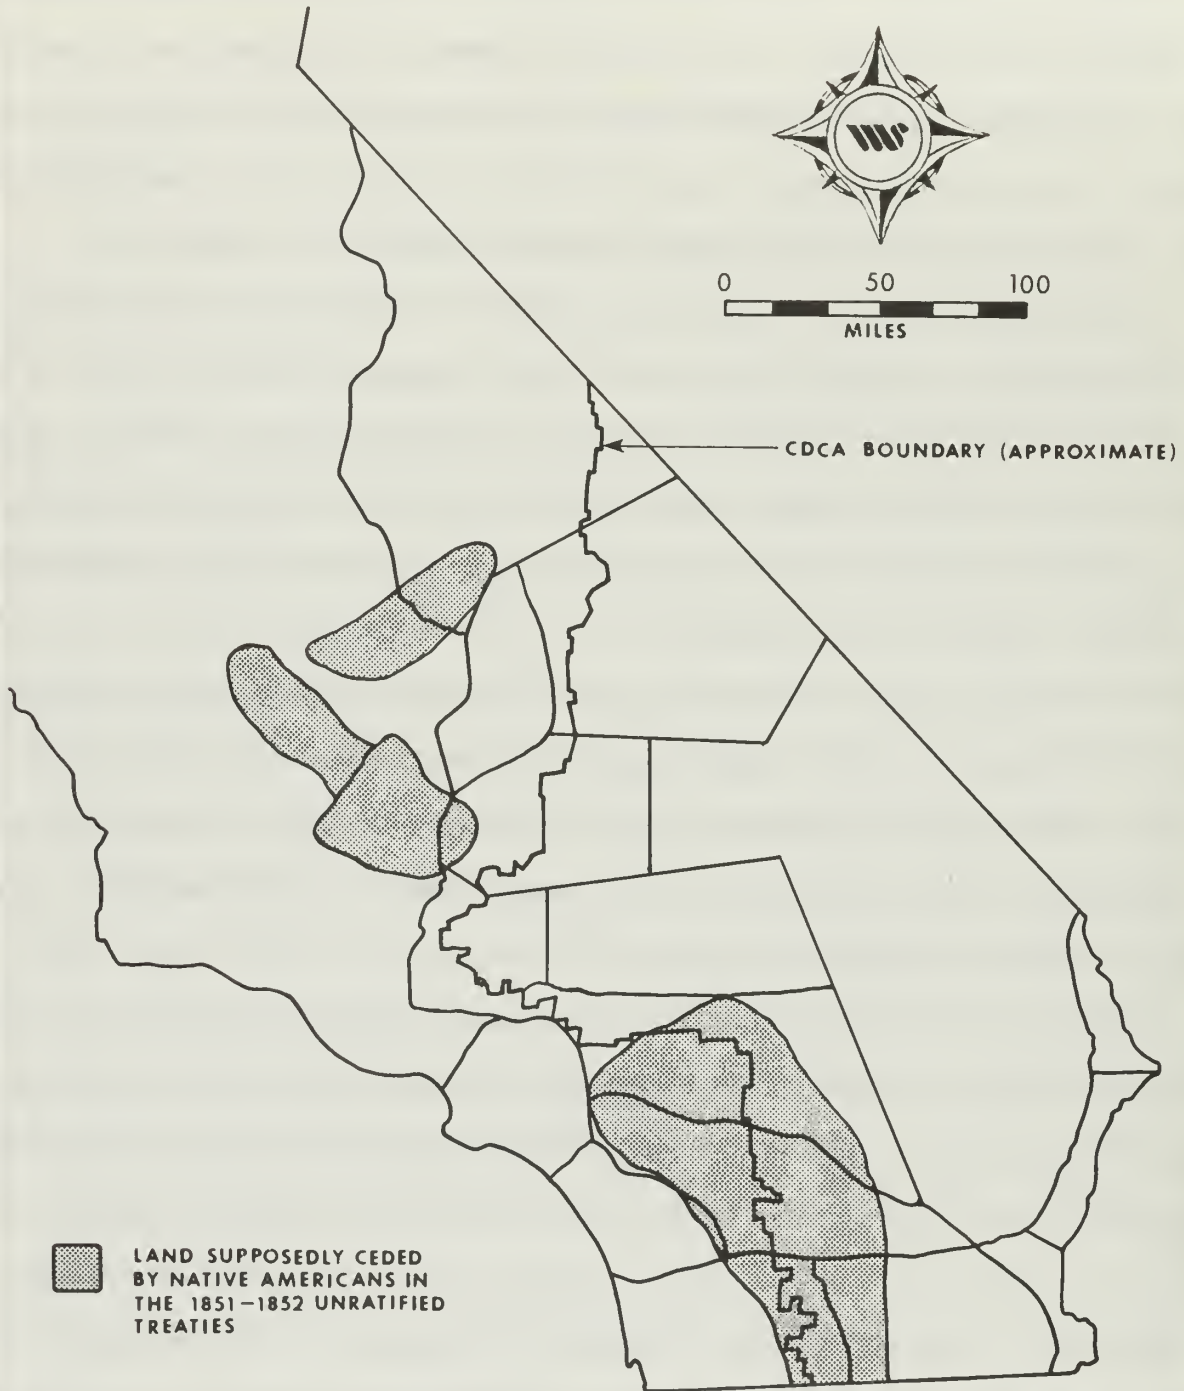 0 50 100
MILES
CDCA BOUNDARY (APPROXIMATE)
LAND SUPPOSEDLY CEDED
BY NATIVE AMERICANS IN
THE 1851–1852 UNRATIFIED
TREATIES